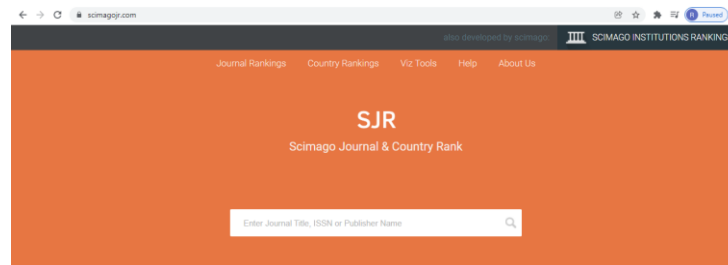 scimagojr.com
R Paused
also developed by scimago:
SCIMAGO INSTITUTIONS RANKING
Journal Rankings Country Rankings Viz Tools Help About Us
SJR
Scimago Journal & Country Rank
Enter Journal Title, ISSN or Publisher Name